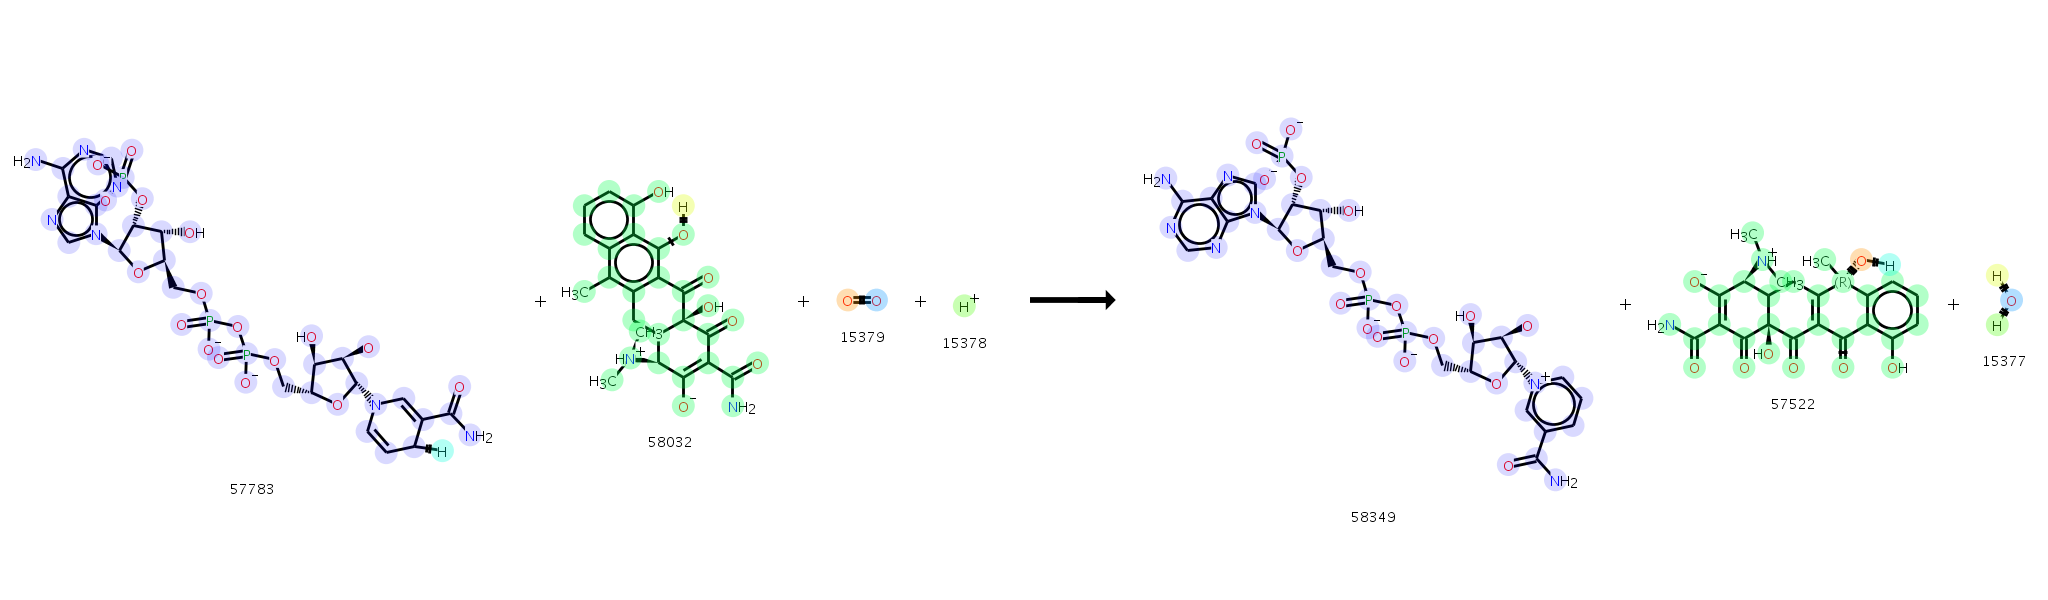 H2N N N N N O P O O O O OH O
O O P O O O P O O O HO O O N O NH2 H
57783
+
OH H O H3C O OH O CH3 HN+ H3C O NH2 O−
58032
+
O O
15379
+
H+
15378
H2N N N N N O P O− O− O O OH O
O O P O O− O P O O− O HO O O N+ O NH2
58349
+
H3C NH+ CH3 H3C (R) O H O− H2N O O HO O O OH
57522
+
H O H
15377